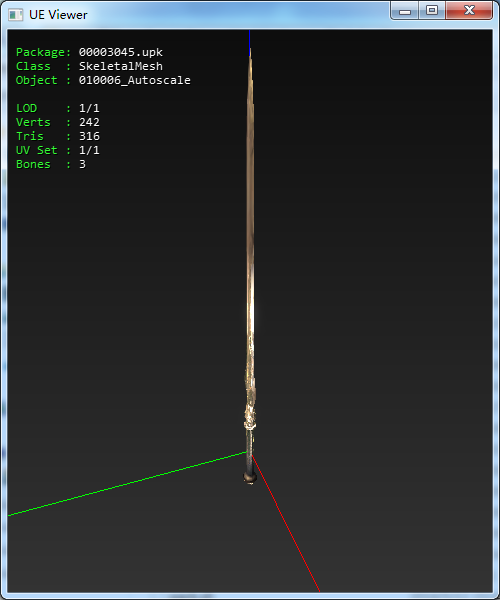 UE Viewer
Package: 00003045.upk
Class : SkeletalMesh
Object : 010006_Autoscale
LOD : 1/1
Verts : 242
Tris : 316
UV Set : 1/1
Bones : 3